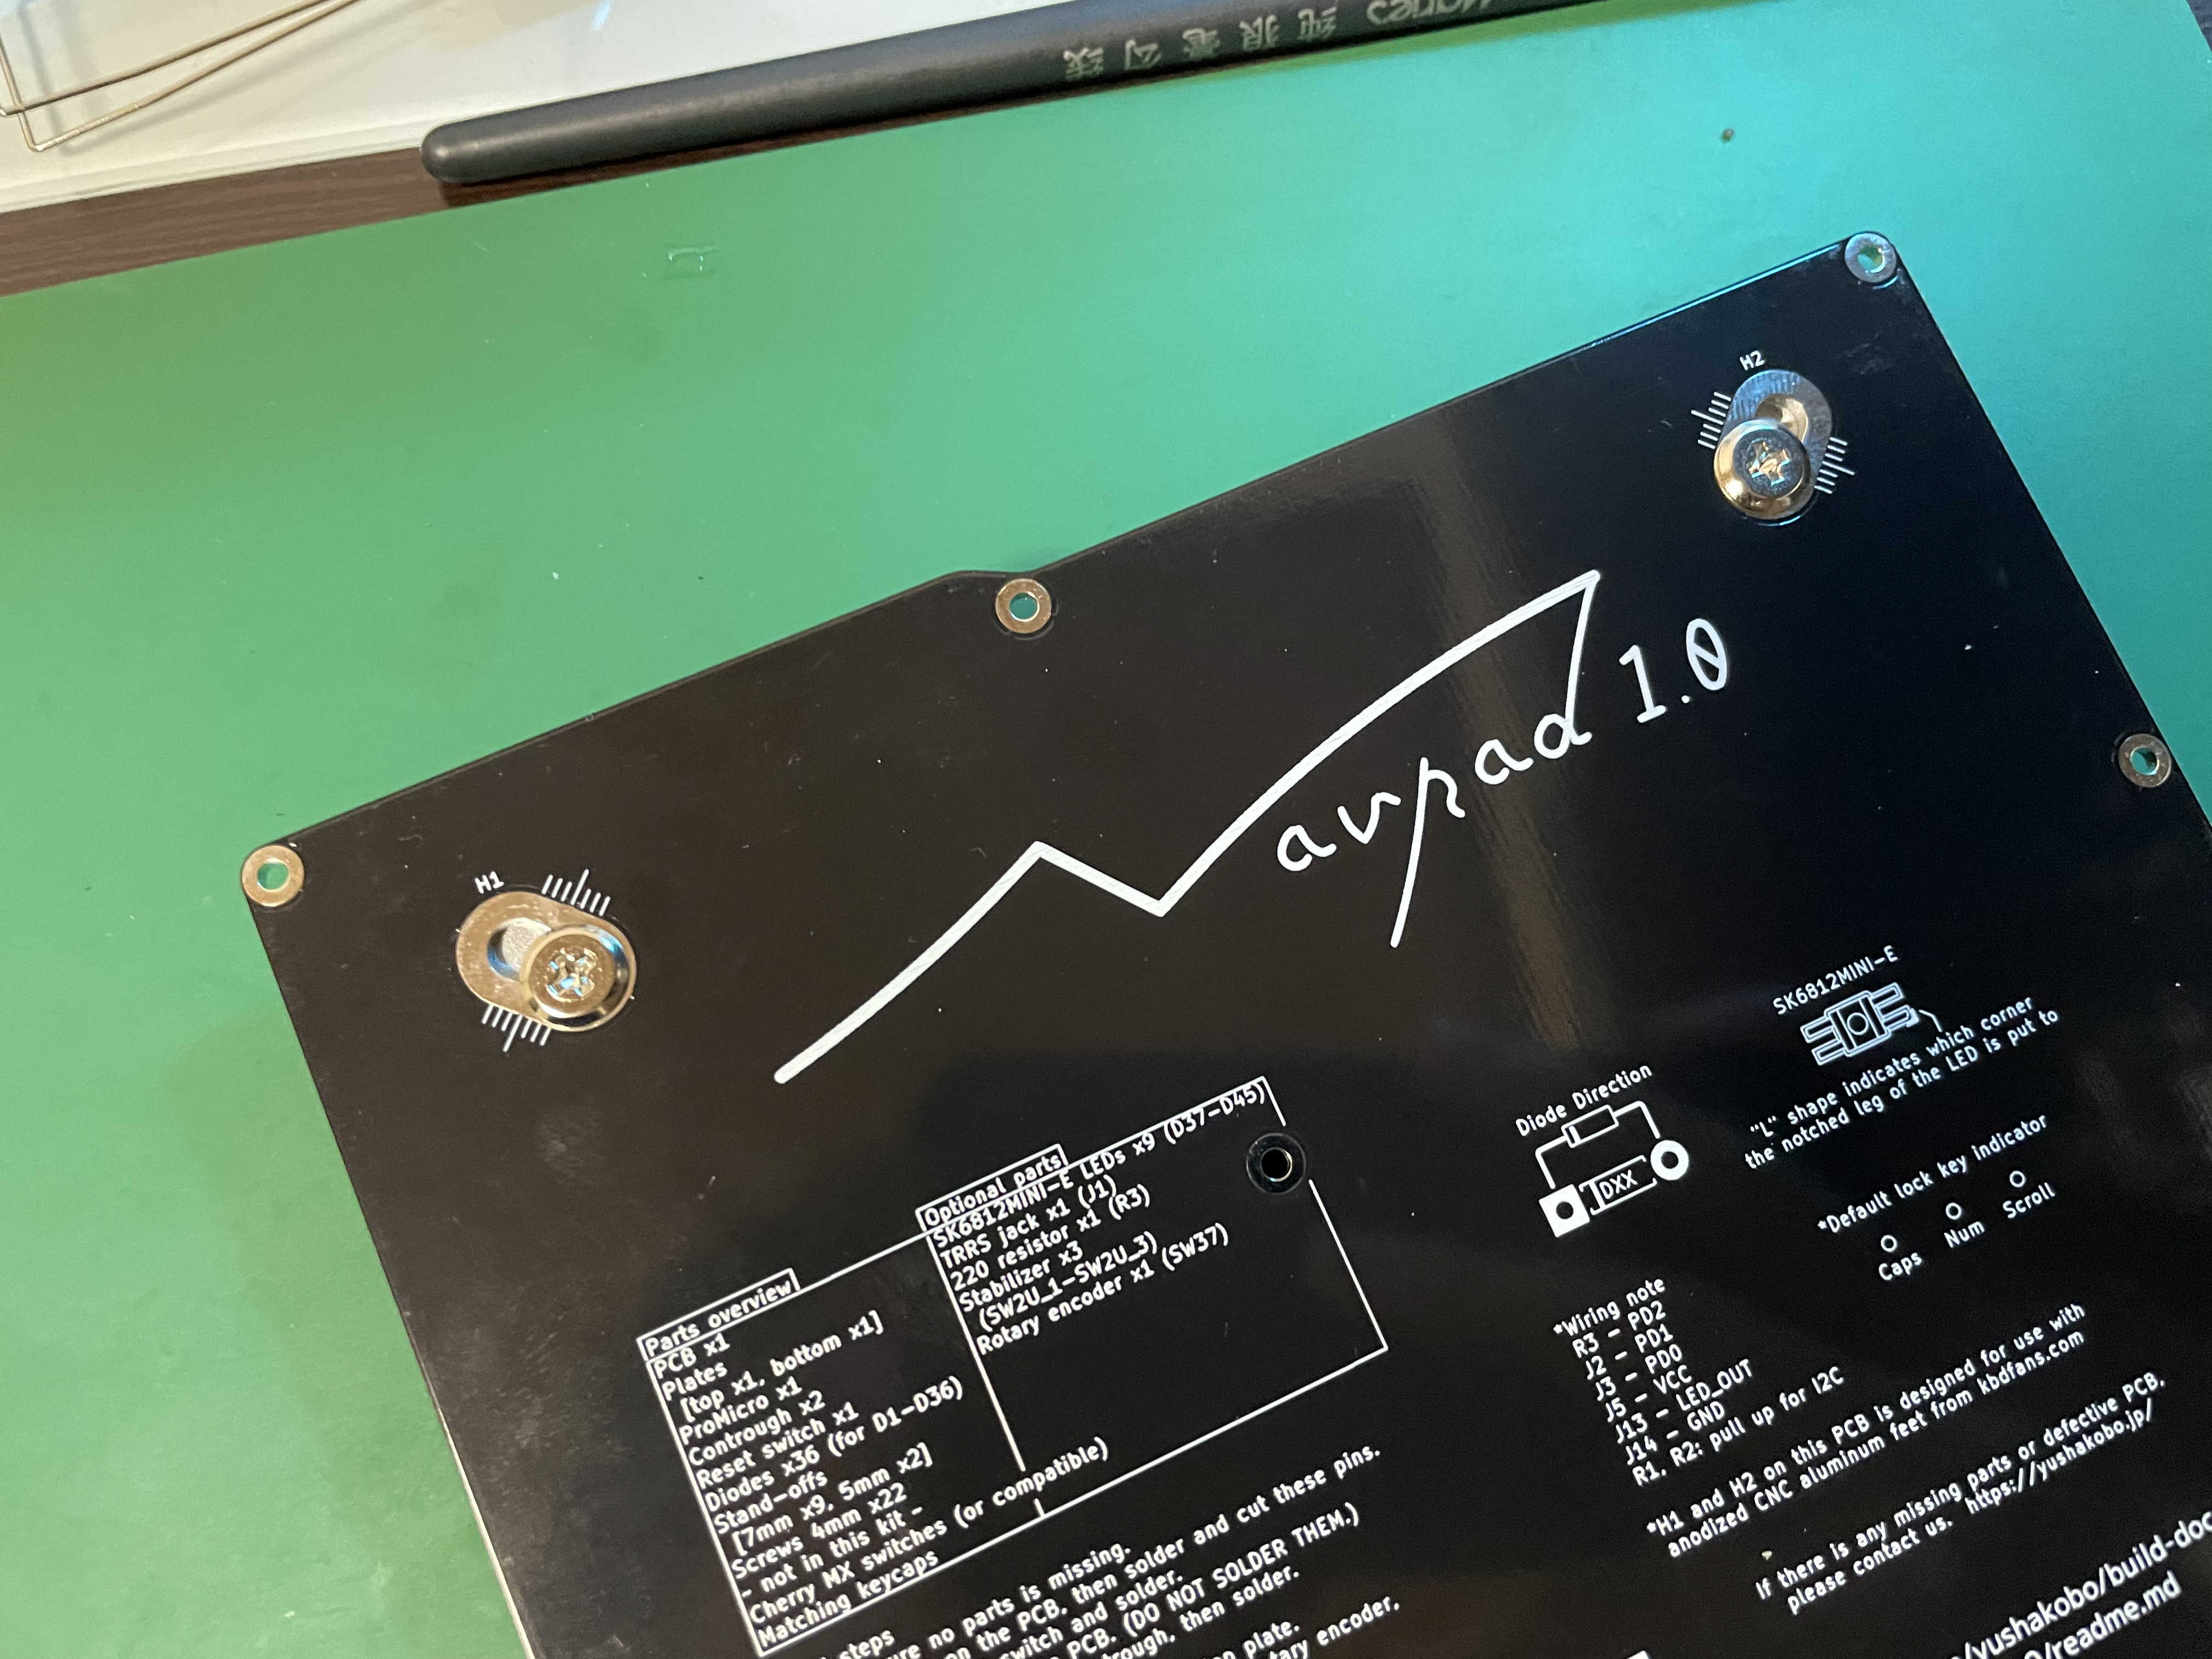 纯狼毫勾线
H2
navpad 1.0
H1
SK6812MINI-E
"L" shape indicates which corner
the notched leg of the LED is put to
Diode Direction
DXX
*Default lock key indicator
Caps
Num
Scroll
Parts overview
PCB x1
Plates
[top x1, bottom x1]
ProMicro x1
Contrough x2
Reset switch x1
Diodes x36 (for D1-D36)
Stand-offs
[7mm x9, 5mm x2]
Screws 4mm x22
- not in this kit -
Cherry MX switches (or compatible)
Matching keycaps
Optional parts
SK6812MINI-E LEDs x9 (D37-D45)
TRRS jack x1 (J1)
220 resistor x1 (R3)
Stabilizer x3
(SW2U_1-SW2U_3)
Rotary encoder x1 (SW37)
*Wiring note
R3 - PD2
J2 - PD1
J3 - PD0
J5 - VCC
J13 - LED_OUT
J14 - GND
R1, R2: pull up for I2C
*H1 and H2 on this PCB is designed for use with
anodized CNC aluminum feet from kbdfans.com
If there is any missing parts or defective PCB,
please contact us. https://yushakobo.jp/
steps
no parts is missing.
on the PCB, then solder and cut these pins.
switch and solder.
PCB. (DO NOT SOLDER THEM.)
then solder.
plate.
encoder,
/yushakobo/build-doc
/readme.md